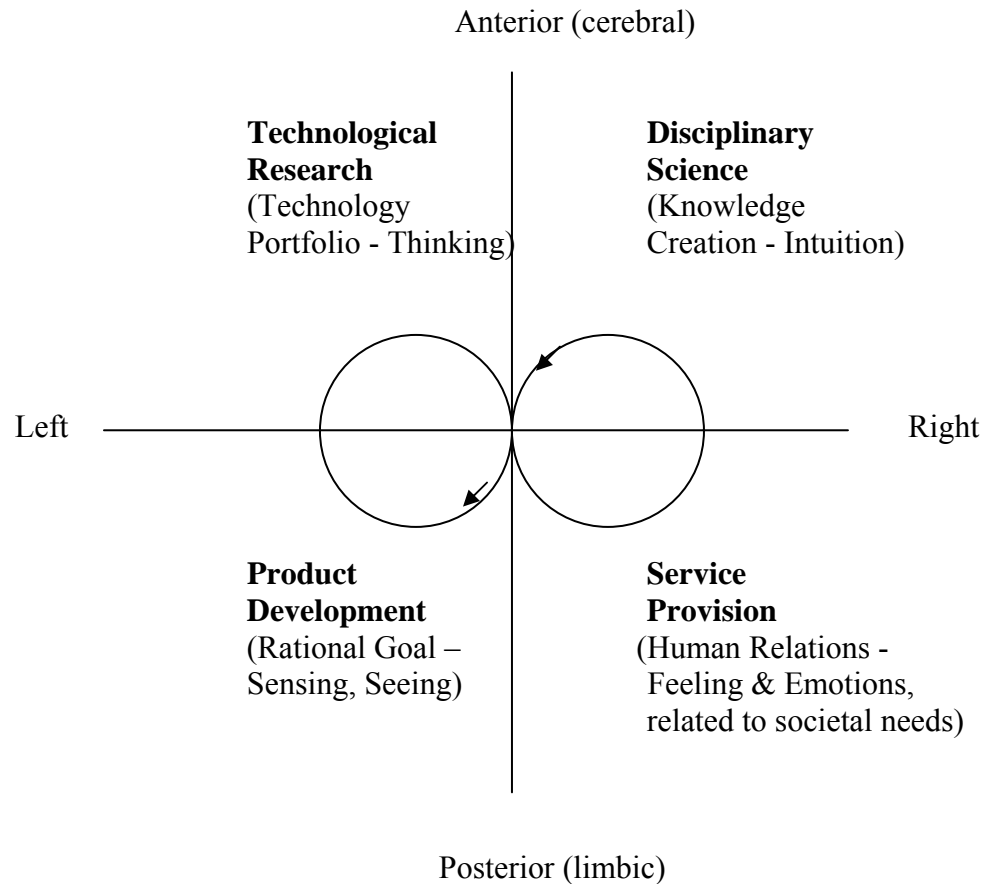 Anterior (cerebral)
Technological
Research
(Technology
Portfolio - Thinking)
Disciplinary
Science
(Knowledge
Creation - Intuition)
Left
Right
Product
Development
(Rational Goal –
Sensing, Seeing)
Service
Provision
(Human Relations -
Feeling & Emotions,
related to societal needs)
Posterior (limbic)